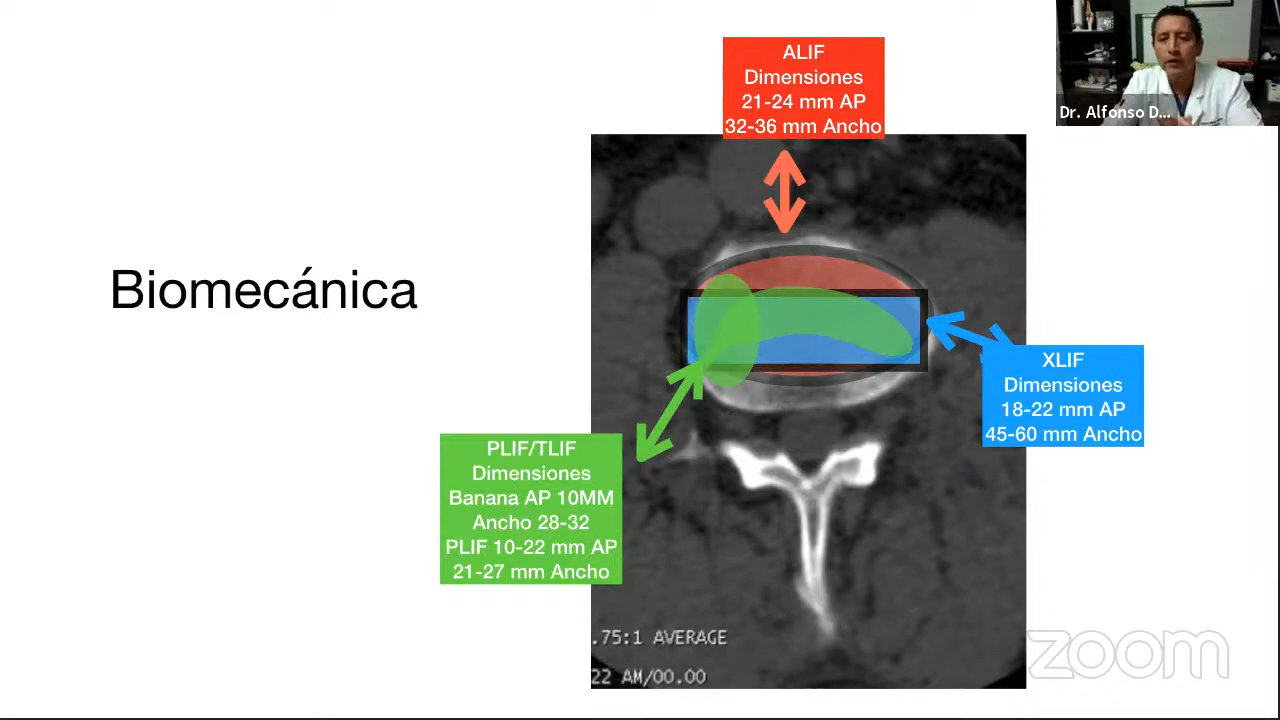 ALIF
Dimensiones
21-24 mm AP
32-36 mm Ancho
Dr. Alfonso D...
Biomecánica
XLIF
Dimensiones
18-22 mm AP
45-60 mm Ancho
PLIF/TLIF
Dimensiones
Banana AP 10MM
Ancho 28-32
PLIF 10-22 mm AP
21-27 mm Ancho
.75:1 AVERAGE
22 AM/00.00
zoom